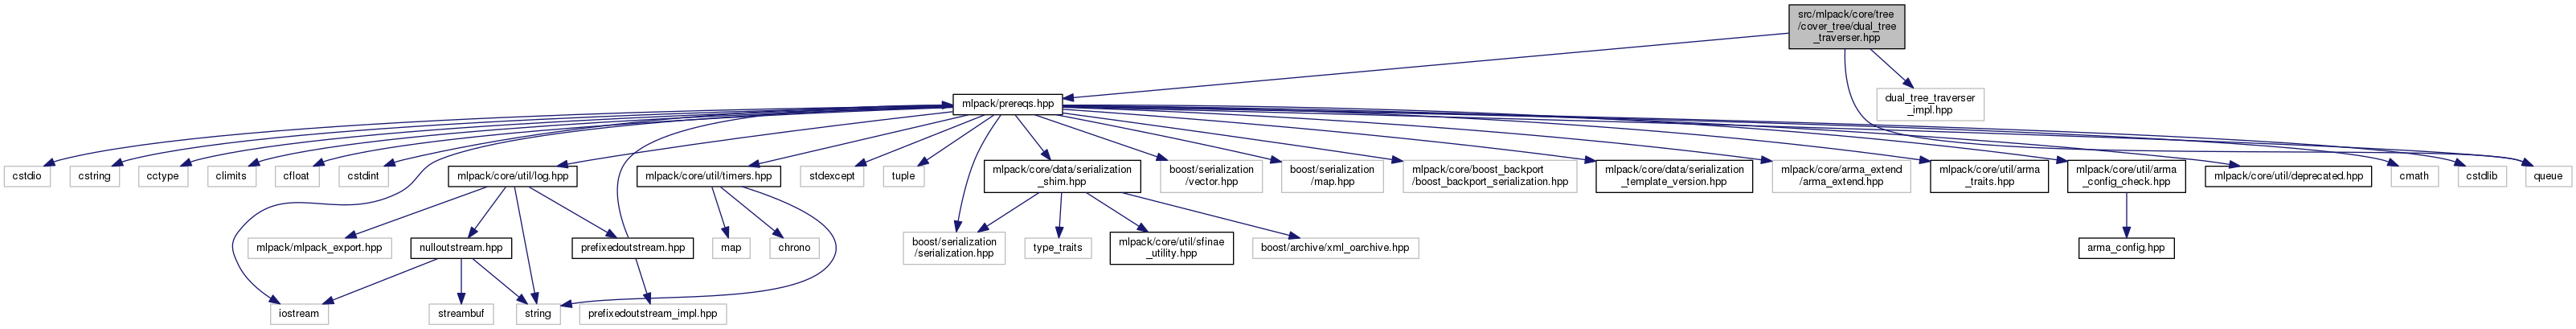 src/mlpack/core/tree
/cover_tree/dual_tree
_traverser.hpp
mlpack/prereqs.hpp
dual_tree_traverser
_impl.hpp
cstdio
cstring
cctype
climits
cfloat
cstdint
mlpack/core/util/log.hpp
mlpack/core/util/timers.hpp
stdexcept
tuple
mlpack/core/data/serialization
_shim.hpp
boost/serialization
/vector.hpp
boost/serialization
/map.hpp
mlpack/core/boost_backport
/boost_backport_serialization.hpp
mlpack/core/data/serialization
_template_version.hpp
mlpack/core/arma_extend
/arma_extend.hpp
mlpack/core/util/arma
_traits.hpp
mlpack/core/util/arma
_config_check.hpp
mlpack/core/util/deprecated.hpp
cmath
cstdlib
queue
mlpack/mlpack_export.hpp
nulloutstream.hpp
prefixedoutstream.hpp
map
chrono
boost/serialization
/serialization.hpp
type_traits
mlpack/core/util/sfinae
_utility.hpp
boost/archive/xml_oarchive.hpp
arma_config.hpp
iostream
streambuf
string
prefixedoutstream_impl.hpp